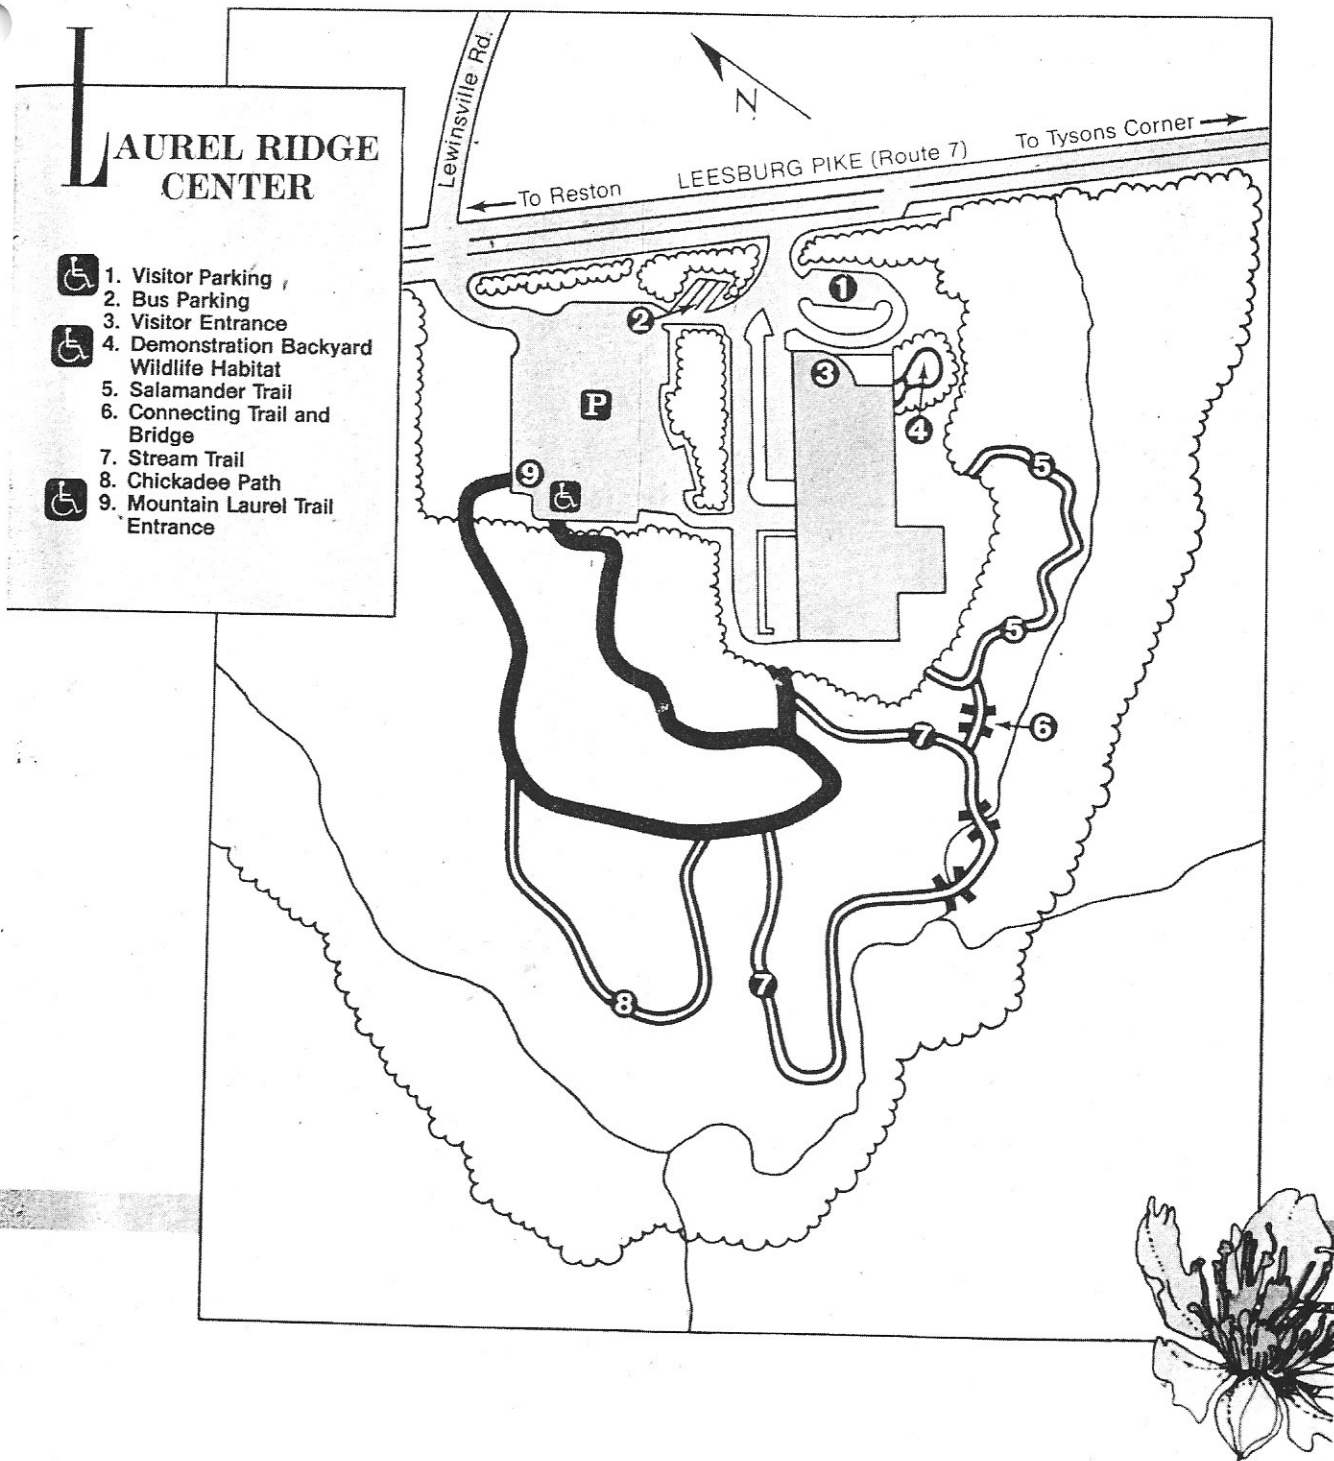 LAUREL RIDGE
CENTER
1. Visitor Parking
2. Bus Parking
3. Visitor Entrance
4. Demonstration Backyard
Wildlife Habitat
5. Salamander Trail
6. Connecting Trail and
Bridge
7. Stream Trail
8. Chickadee Path
9. Mountain Laurel Trail
Entrance
Lewinsville Rd.
N
To Reston
LEESBURG PIKE (Route 7)
To Tysons Corner
1
2
3
P
4
9
5
5
6
7
7
8